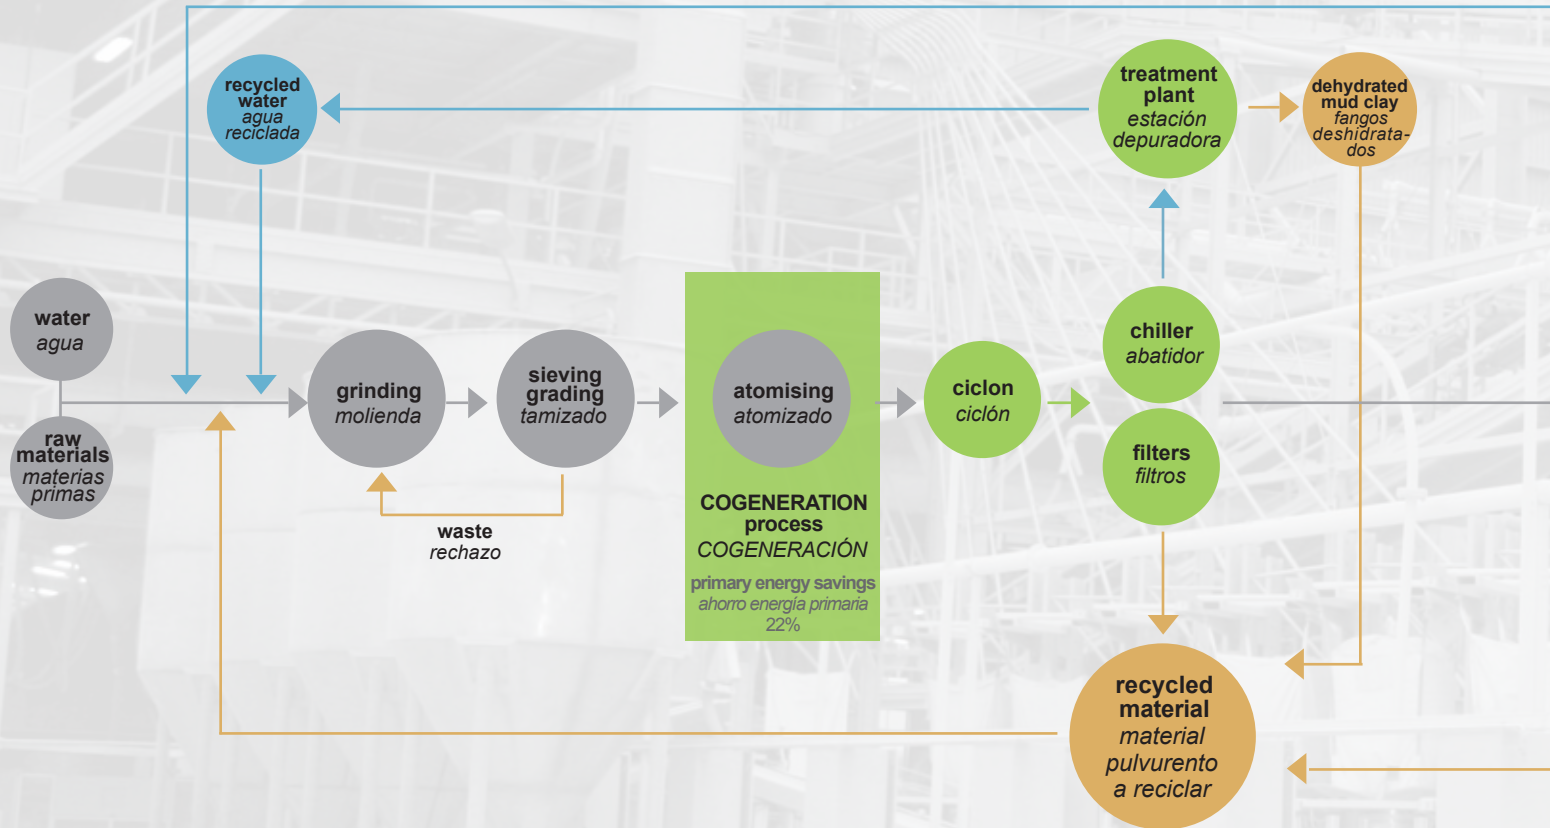 recycled
water
agua
reciclada
treatment
plant
estación
depuradora
dehydrated
mud clay
fangos
deshidrata-
dos
water
agua
raw
materials
materias
primas
grinding
molienda
sieving
grading
tamizado
waste
rechazo
atomising
atomizado
COGENERATION
process
COGENERACIÓN
primary energy savings
ahorro energía primaria
22%
ciclon
ciclón
chiller
abatidor
filters
filtros
recycled
material
material
pulvurento
a reciclar